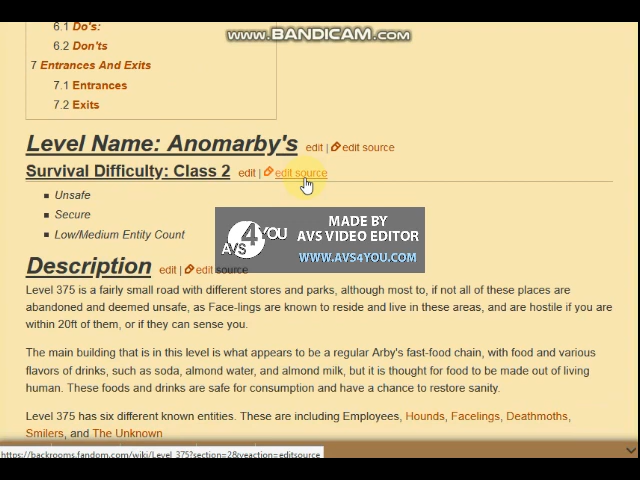 6.1 Do's:
www.BANDICAM.com
6.2 Don'ts
7 Entrances And Exits
7.1 Entrances
7.2 Exits
Level Name: Anomarby's edit | edit source
Survival Difficulty: Class 2 edit | edit source
Unsafe
Secure
Low/Medium Entity Count
AVS 4 YOU
MADE BY
AVS VIDEO EDITOR
WWW.AVS4YOU.COM
Description edit | edit source
Level 375 is a fairly small road with different stores and parks, although most to, if not all of these places are
abandoned and deemed unsafe, as Face-lings are known to reside and live in these areas, and are hostile if you are
within 20ft of them, or if they can sense you.
The main building that is in this level is what appears to be a regular Arby's fast-food chain, with food and various
flavors of drinks, such as soda, almond water, and almond milk, but it is thought for food to be made out of living
human. These foods and drinks are safe for consumption and have a chance to restore sanity.
Level 375 has six different known entities. These are including Employees, Hounds, Facelings, Deathmoths,
Smilers, and The Unknown
https://backrooms.fandom.com/wiki/Level_375?section=2&veaction=editsource